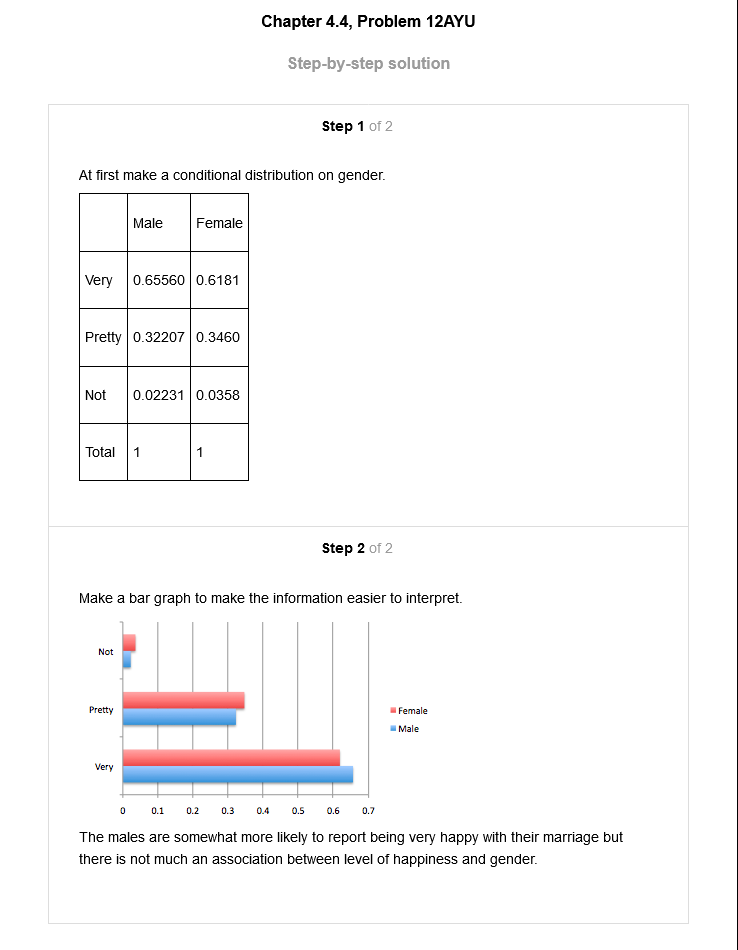 Chapter 4.4, Problem 12AYU
Step-by-step solution
Step 1 of 2
At first make a conditional distribution on gender.
Male Female
Very 0.65560 0.6181
Pretty 0.32207 0.3460
Not 0.02231 0.0358
Total 1 1
Step 2 of 2
Make a bar graph to make the information easier to interpret.
Not
Pretty
Female
Male
Very
0 0.1 0.2 0.3 0.4 0.5 0.6 0.7
The males are somewhat more likely to report being very happy with their marriage but
there is not much an association between level of happiness and gender.